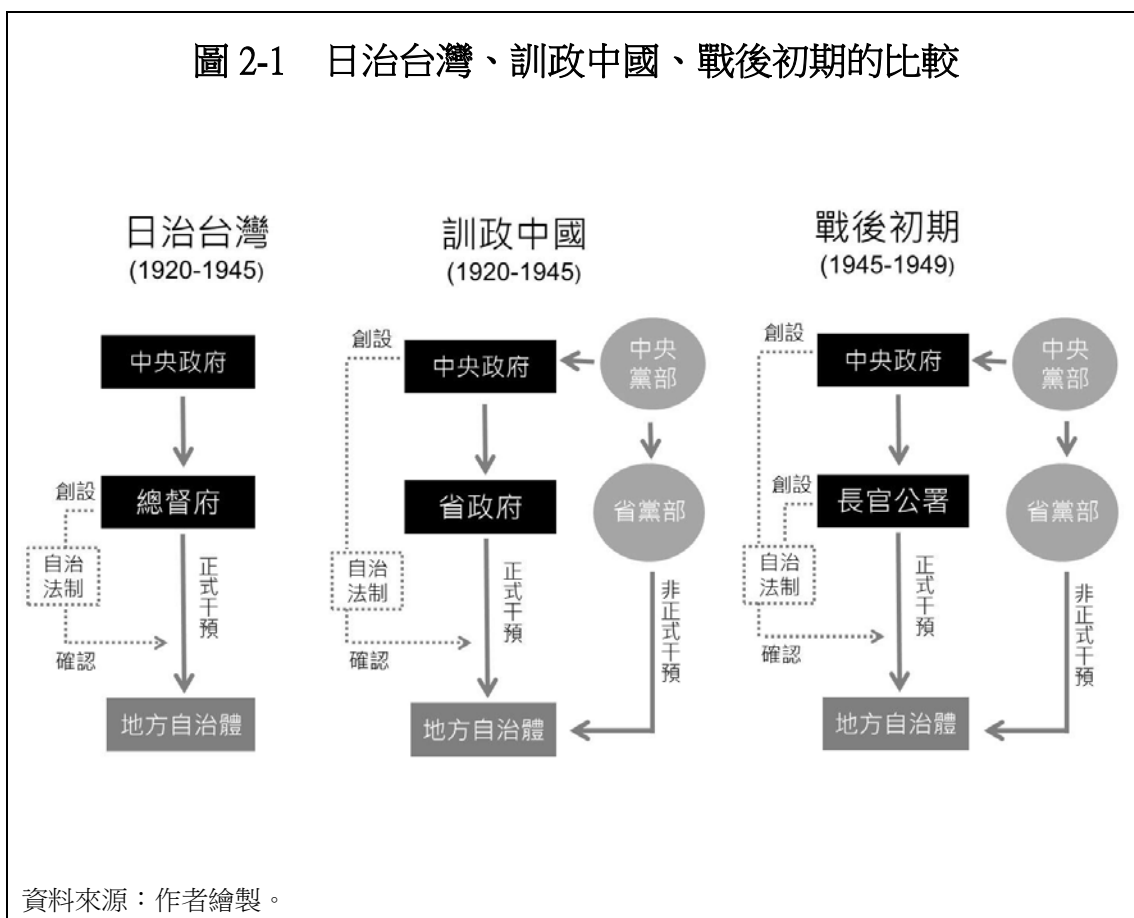 圖 2-1 日治台灣、訓政中國、戰後初期的比較
日治台灣
(1920-1945)
中央政府
創設
總督府
自治
法制
正式干預
確認
地方自治體
訓政中國
(1920-1945)
創設
中央政府
中央
黨部
省政府
省黨部
自治
法制
正式干預
非正式干預
確認
地方自治體
戰後初期
(1945-1949)
創設
中央政府
中央
黨部
創設
長官公署
省黨部
自治
法制
正式干預
非正式干預
確認
地方自治體
資料來源：作者繪製。